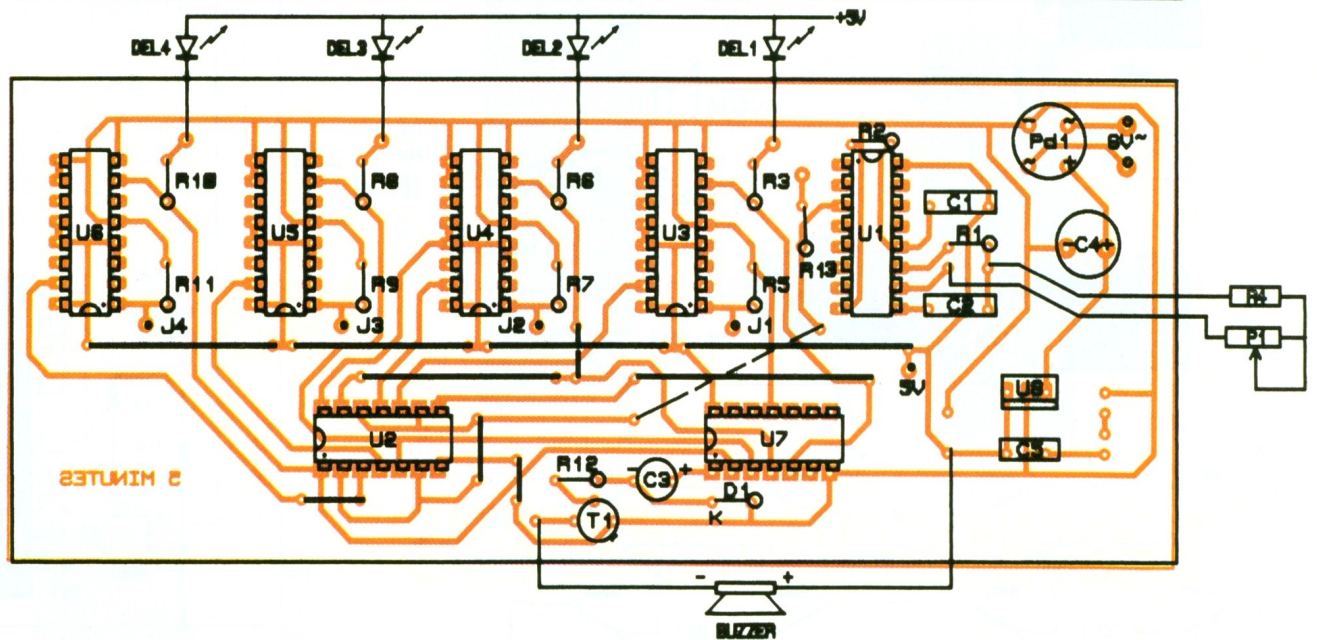 +5V
DEL4 DEL3 DEL2 DEL1
R2
Pd1 - ~ ~ +
9V~
R10 R8 R6 R3
C1
U6 U5 U4 U3 U1
R1
-C4+
R13
R11 R9 R7 R5
C2
R4
J4 J3 J2 J1
P1
5V
U8
U2 U7
C5
5 MINUTES
R12
C3 +
D1
K
T1
- +
BUZZER